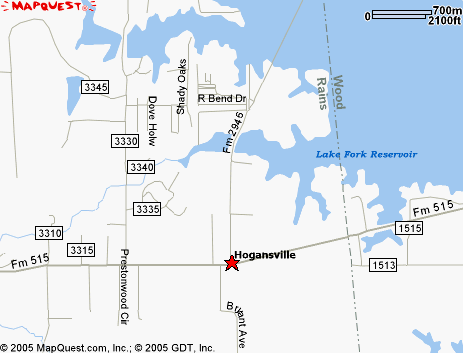 MAPQUEST
700m
0
2100ft
3345
Shady Oaks
Dove Holw
R Bend Dr
Wood
Rains
Fm 2946
3330
3340
Lake Fork Reservoir
3335
Fm 515
1515
3310
3315
Hogansville
Fm 515
1513
Prestonwood Cir
Bryant Ave
© 2005 MapQuest.com, Inc.; © 2005 GDT, Inc.